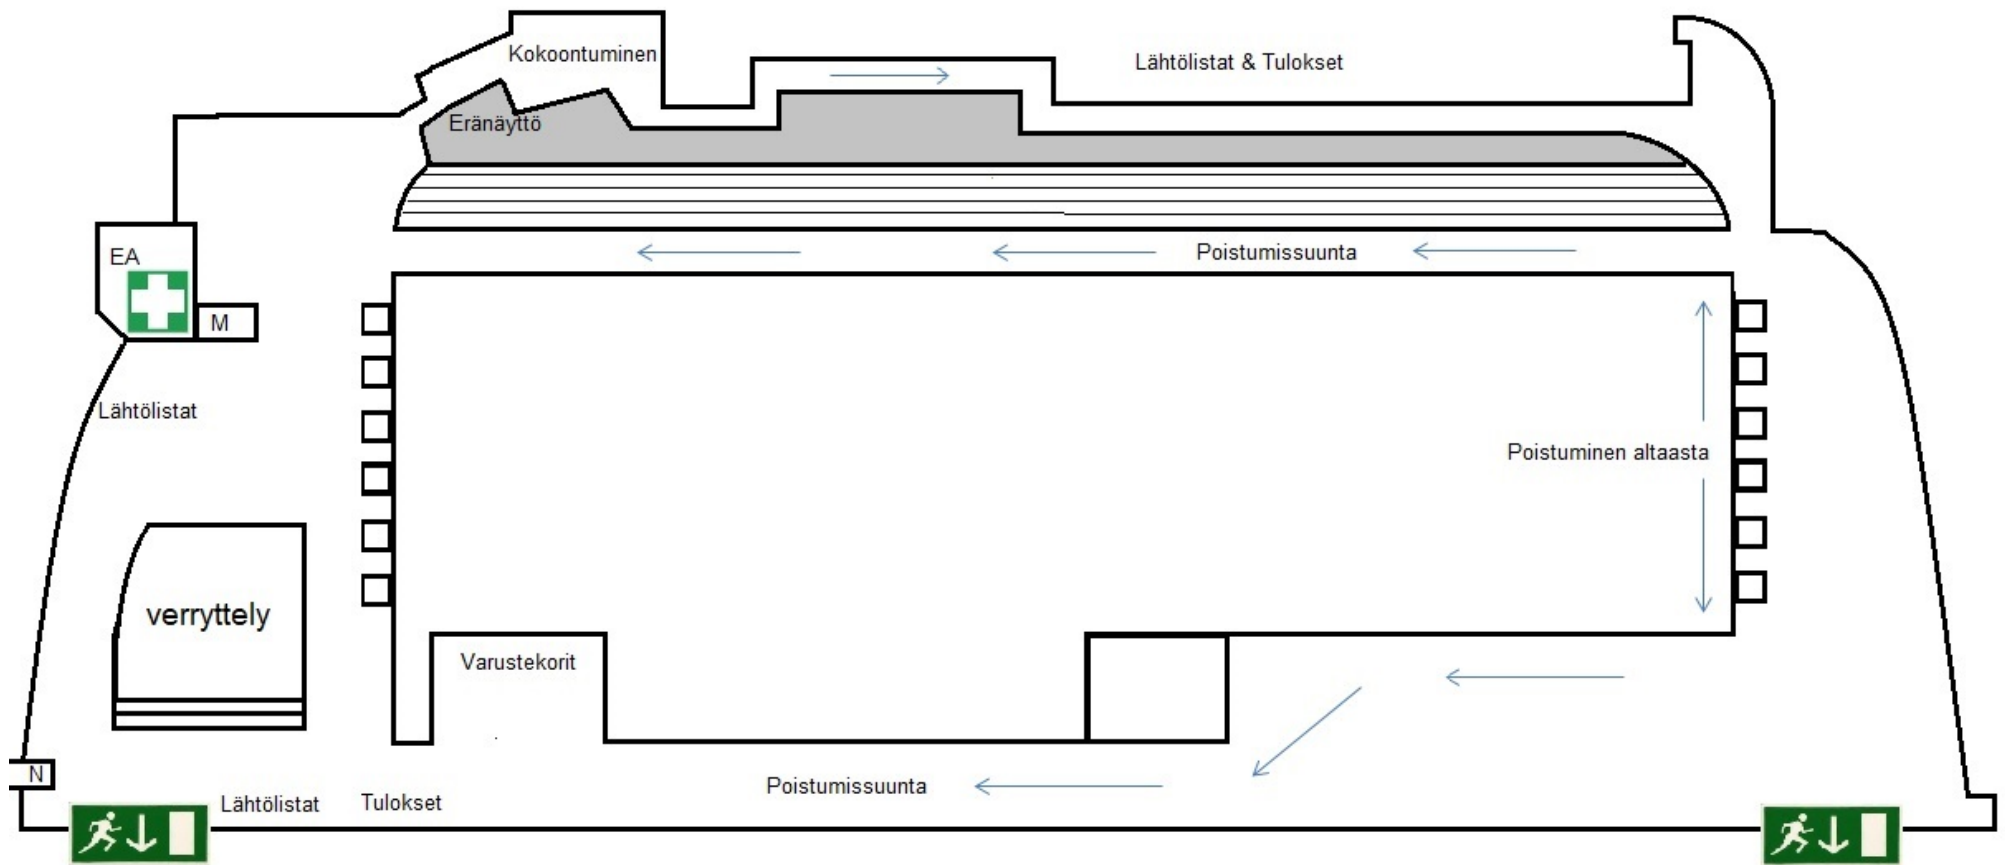 Kokoontuminen
Lähtölistat & Tulokset
Eränäyttö
EA
Poistumissuunta
M
Lähtölistat
Poistuminen altaasta
verryttely
Varustekorit
N
Lähtölistat
Tulokset
Poistumissuunta